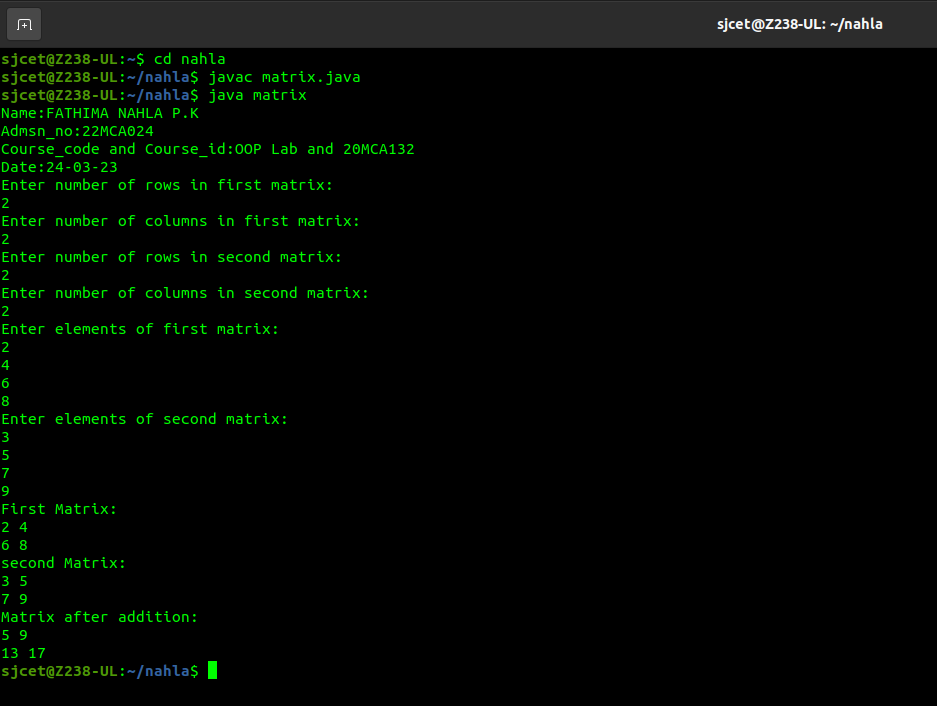 sjcet@Z238-UL: ~/nahla
sjcet@Z238-UL:~$ cd nahla
sjcet@Z238-UL:~/nahla$ javac matrix.java
sjcet@Z238-UL:~/nahla$ java matrix
Name:FATHIMA NAHLA P.K
Admsn_no:22MCA024
Course_code and Course_id:OOP Lab and 20MCA132
Date:24-03-23
Enter number of rows in first matrix:
2
Enter number of columns in first matrix:
2
Enter number of rows in second matrix:
2
Enter number of columns in second matrix:
2
Enter elements of first matrix:
2
4
6
8
Enter elements of second matrix:
3
5
7
9
First Matrix:
2 4
6 8
second Matrix:
3 5
7 9
Matrix after addition:
5 9
13 17
sjcet@Z238-UL:~/nahla$